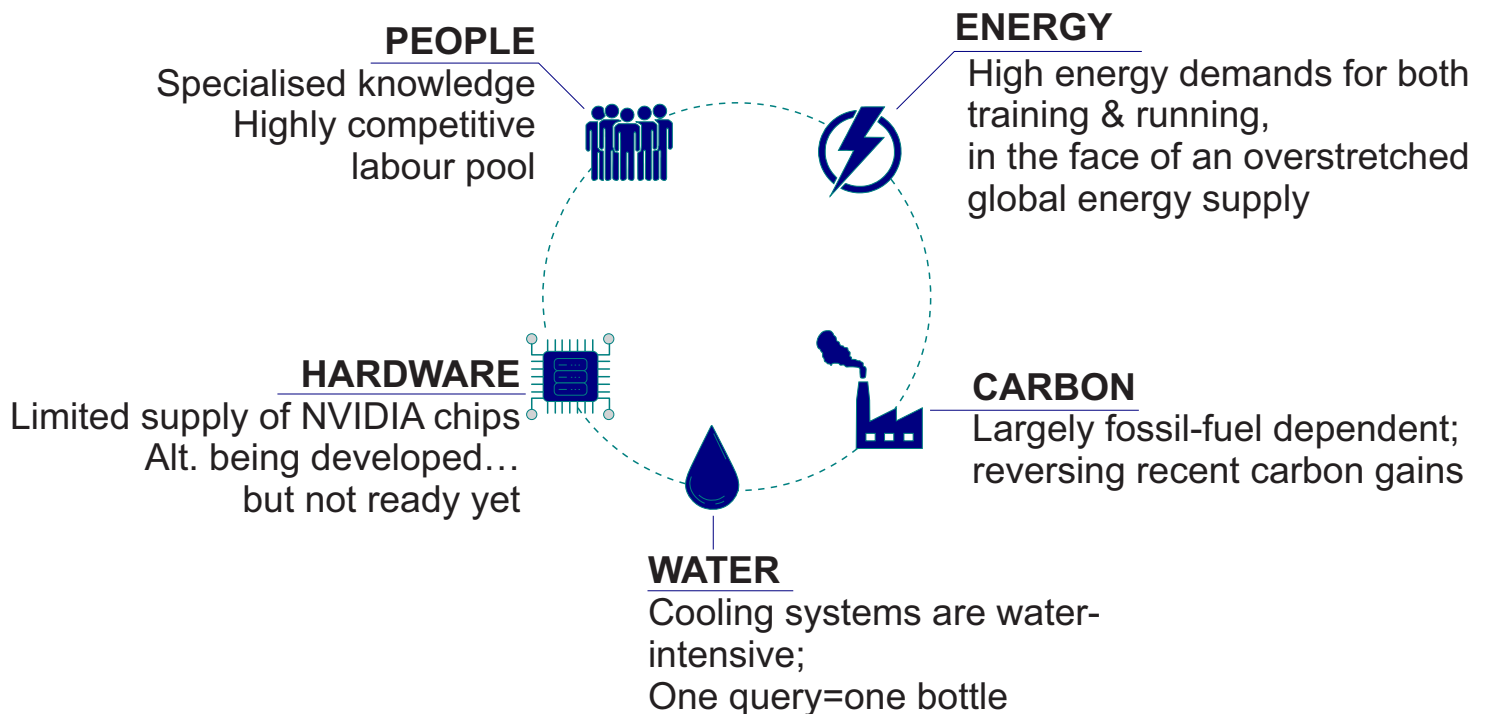 PEOPLE
Specialised knowledge
Highly competitive
labour pool
ENERGY
High energy demands for both
training & running,
in the face of an overstretched
global energy supply
HARDWARE
Limited supply of NVIDIA chips
Alt. being developed…
but not ready yet
CARBON
Largely fossil-fuel dependent;
reversing recent carbon gains
WATER
Cooling systems are water-
intensive;
One query=one bottle